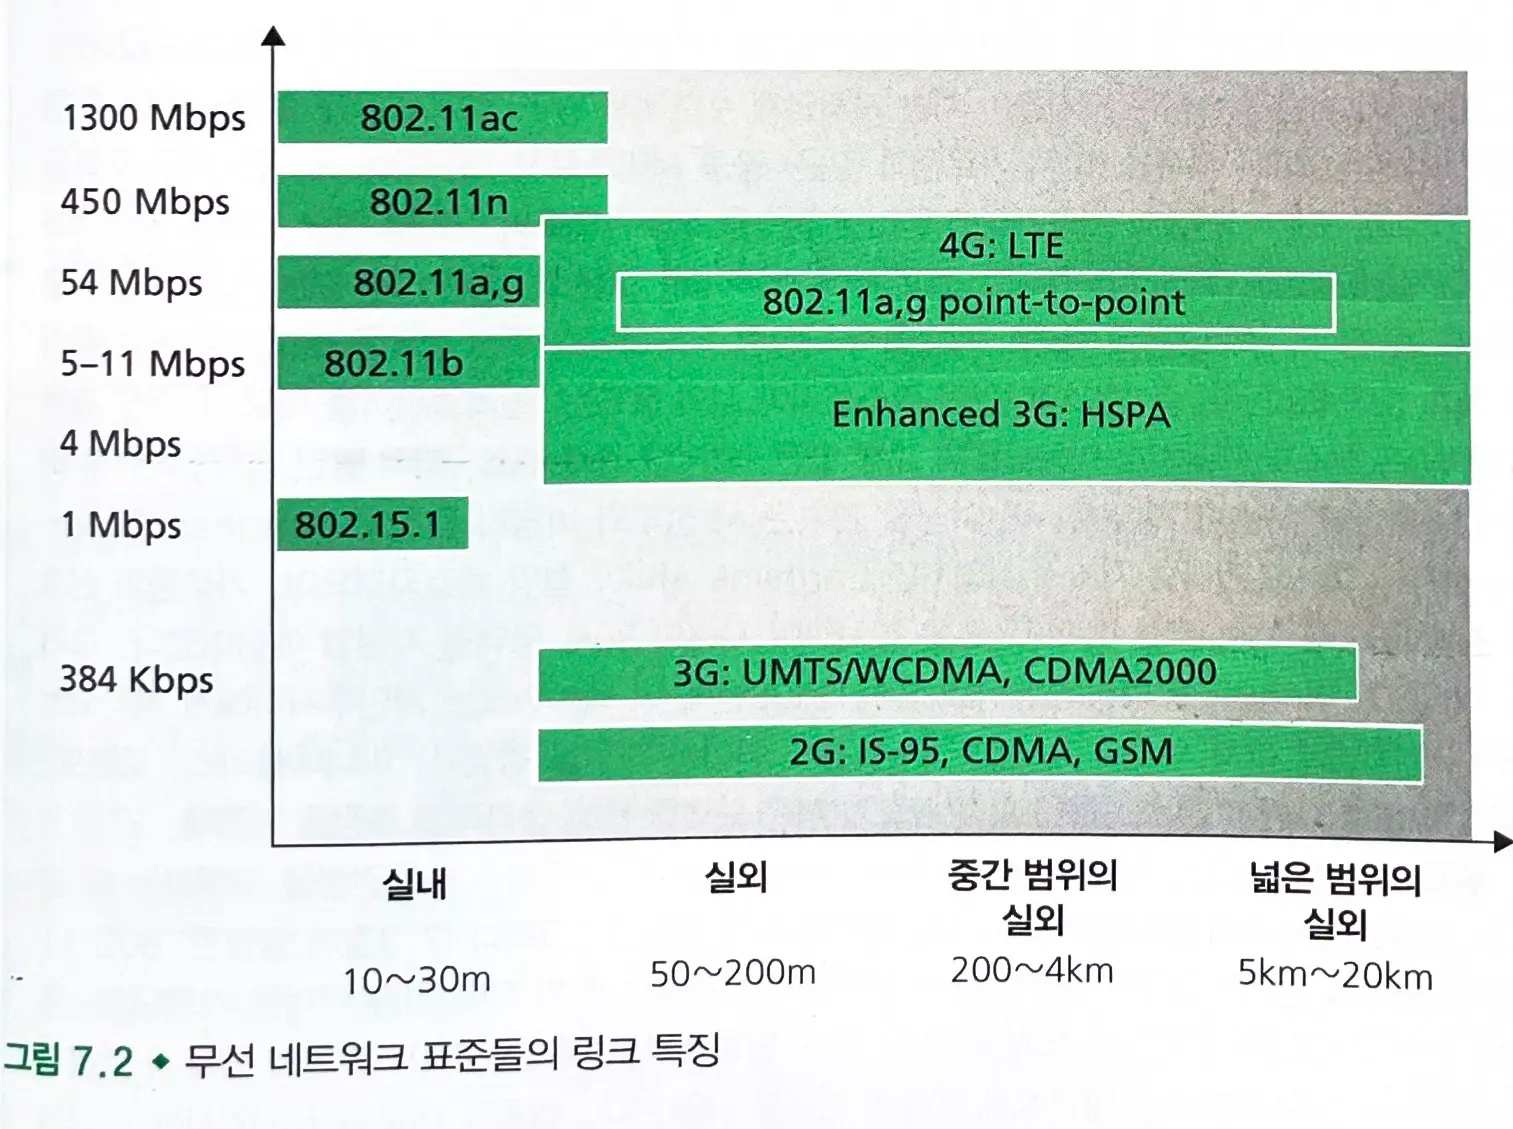 1300 Mbps
802.11ac
450 Mbps
802.11n
4G: LTE
54 Mbps
802.11a,g
802.11a,g point-to-point
5–11 Mbps
802.11b
Enhanced 3G: HSPA
4 Mbps
1 Mbps
802.15.1
384 Kbps
3G: UMTS/WCDMA, CDMA2000
2G: IS-95, CDMA, GSM
실내
10~30m
실외
50~200m
중간 범위의
실외
200~4km
넓은 범위의
실외
5km~20km
그림 7.2 ◆ 무선 네트워크 표준들의 링크 특징